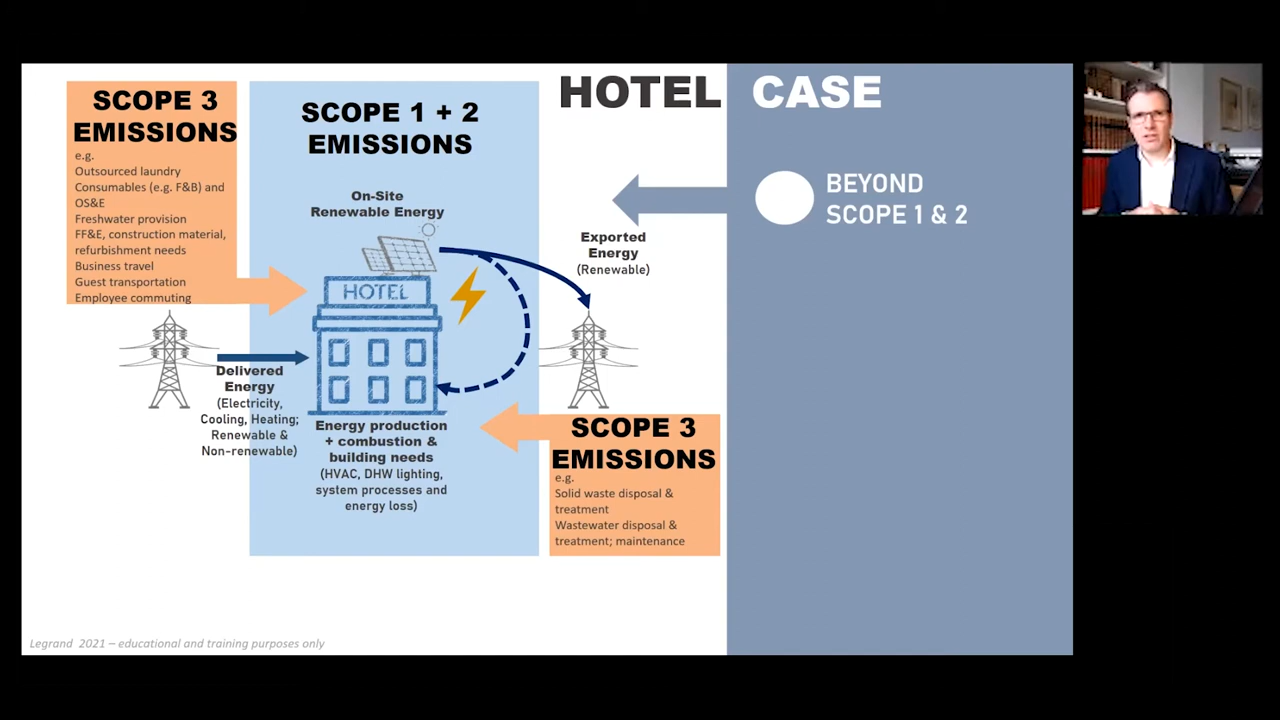 HOTEL CASE
SCOPE 3
EMISSIONS
e.g.
Outsourced laundry
Consumables (e.g. F&B) and
OS&E
Freshwater provision
FF&E, construction material,
refurbishment needs
Business travel
Guest transportation
Employee commuting
SCOPE 1 + 2
EMISSIONS
On-Site
Renewable Energy
HOTEL
Delivered
Energy
(Electricity,
Cooling, Heating;
Renewable &
Non-renewable)
Energy production
+ combustion &
building needs
(HVAC, DHW lighting,
system processes and
energy loss)
Exported
Energy
(Renewable)
SCOPE 3
EMISSIONS
e.g.
Solid waste disposal &
treatment
Wastewater disposal &
treatment; maintenance
BEYOND
SCOPE 1 & 2
Legrand 2021 – educational and training purposes only